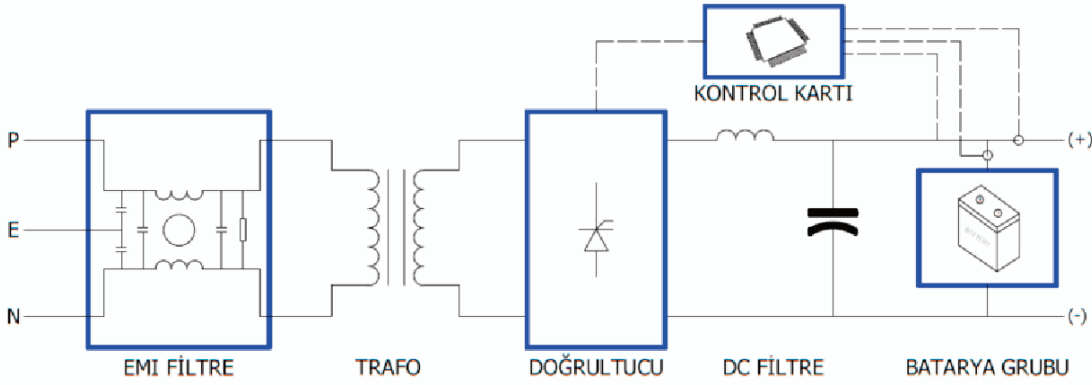 KONTROL KARTI
P
(+)
E
N
(-)
EMI FİLTRE
TRAFO
DOĞRULTUCU
DC FİLTRE
BATARYA GRUBU